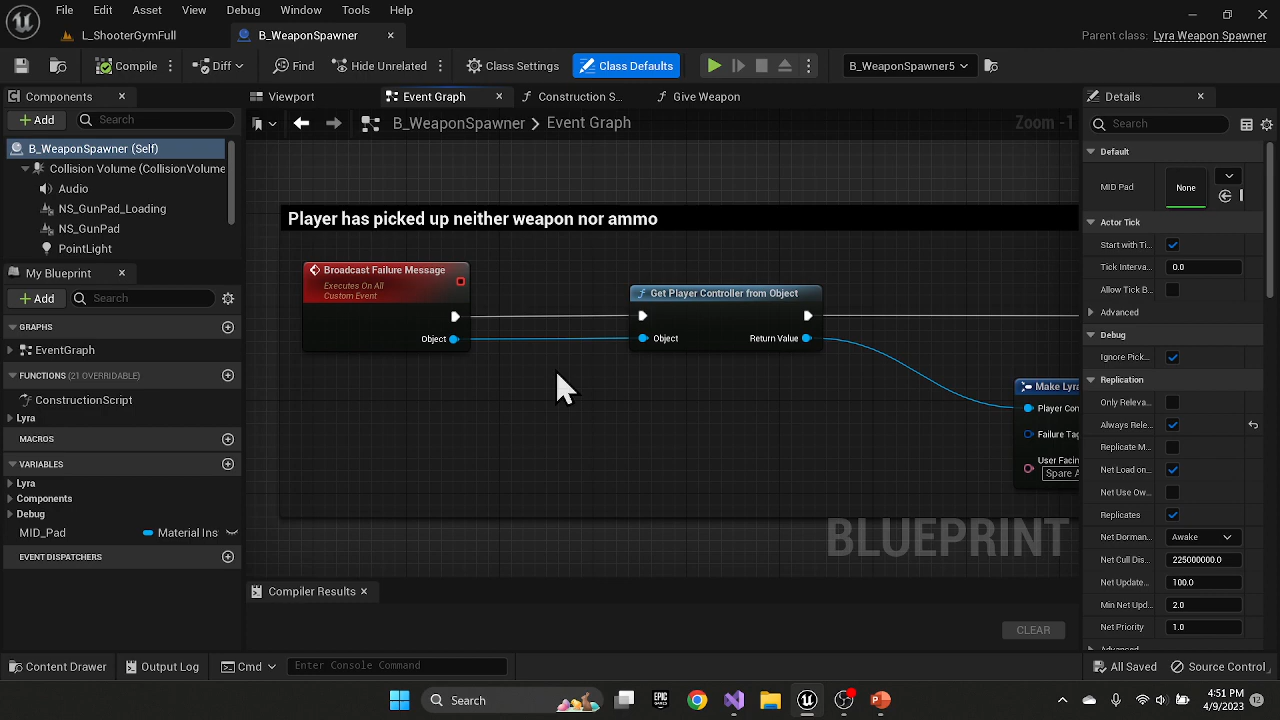 File Edit Asset View Debug Window Tools Help
L_ShooterGymFull
B_WeaponSpawner
Parent class: Lyra Weapon Spawner
Compile
Diff
Find
Hide Unrelated
Class Settings
Class Defaults
B_WeaponSpawner5
Components
Add
Search
B_WeaponSpawner (Self)
Collision Volume (CollisionVolume
Audio
NS_GunPad_Loading
NS_GunPad
PointLight
My Blueprint
Add
Search
GRAPHS
EventGraph
FUNCTIONS (21 OVERRIDABLE)
ConstructionScript
Lyra
MACROS
VARIABLES
Lyra
Components
Debug
MID_Pad
Material Ins
EVENT DISPATCHERS
Viewport
Event Graph
Construction S...
Give Weapon
B_WeaponSpawner > Event Graph
Zoom -1
Player has picked up neither weapon nor ammo
Broadcast Failure Message
Executes On All
Custom Event
Object
Get Player Controller from Object
Object
Return Value
Make Lyra
Player Con
Failure Tag
User Facin
Spare A
BLUEPRINT
Compiler Results
CLEAR
Details
Search
Default
MID Pad
None
Actor Tick
Start with Ti...
Tick Interva...
0.0
Allow Tick B...
Advanced
Debug
Ignore Pick...
Replication
Only Releva...
Always Rele...
Replicate M...
Net Load on...
Net Use Ow...
Replicates
Net Dorman...
Awake
Net Cull Dis...
225000000.0
Net Update...
100.0
Min Net Upd...
2.0
Net Priority
1.0
Content Drawer
Output Log
Cmd
Enter Console Command
All Saved
Source Control
Search
EPIC GAMES
4:51 PM
4/9/2023
12